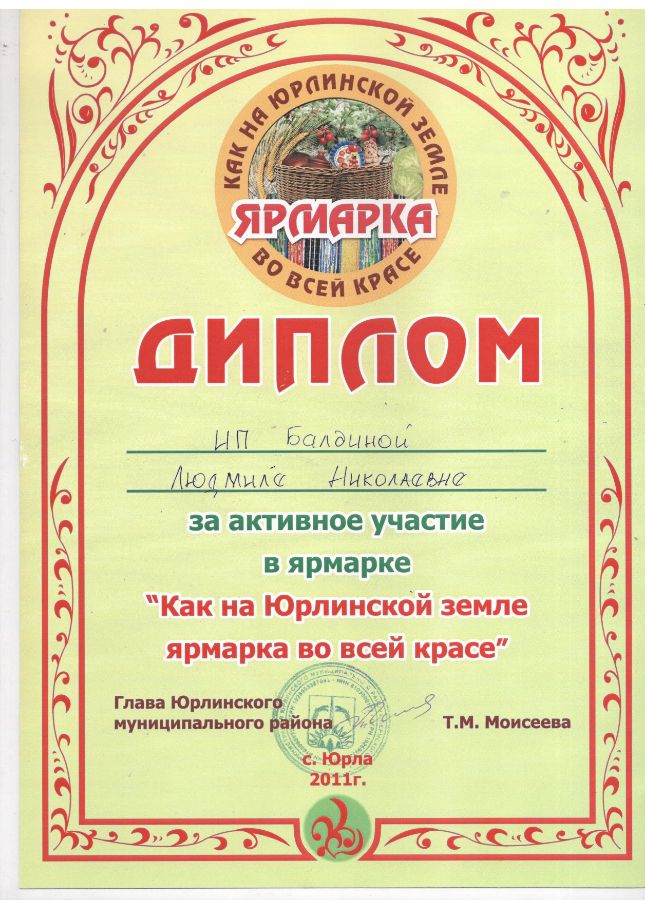 КАК НА ЮРЛИНСКОЙ ЗЕМЛЕ
ЯРМАРКА
ВО ВСЕЙ КРАСЕ
ДИПЛОМ
ИП Балдиной
Людмиле Николаевне
за активное участие
в ярмарке
“Как на Юрлинской земле
ярмарка во всей красе”
Глава Юрлинского
муниципального района
Т.М. Моисеева
с. Юрла
2011г.